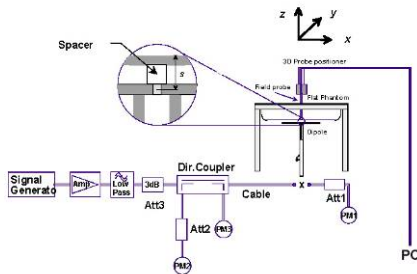 z
y
x
Spacer
s
3D Probe positioner
Field probe
Flat Phantom
Dipole
Signal
Generato
Amp
Low
Pass
3dB
Att3
Dir.Coupler
Cable
x
Att1
Att2
PM3
PM1
PM2
PC